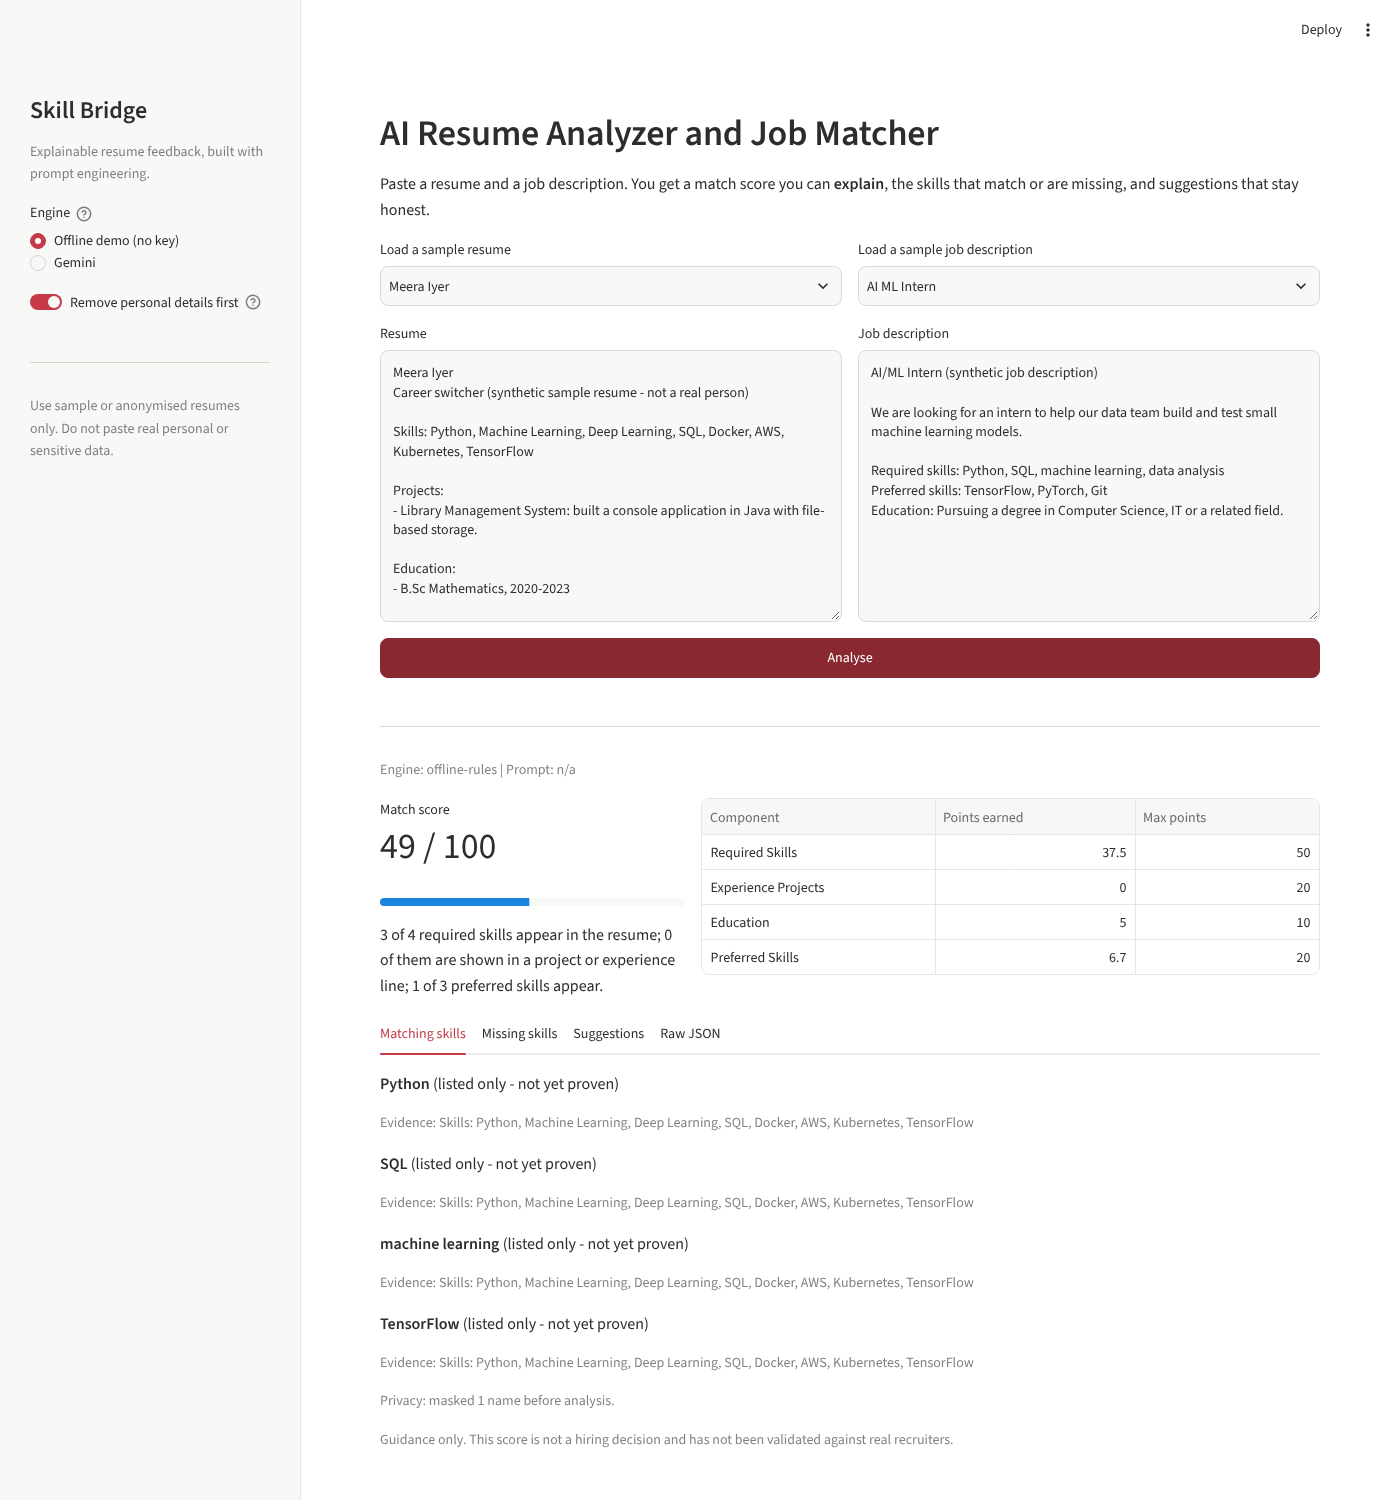 Deploy
Skill Bridge
Explainable resume feedback, built with
prompt engineering.
Engine
Offline demo (no key)
Gemini
Remove personal details first
Use sample or anonymised resumes
only. Do not paste real personal or
sensitive data.
AI Resume Analyzer and Job Matcher
Paste a resume and a job description. You get a match score you can explain, the skills that match or are missing, and suggestions that stay
honest.
Load a sample resume
Meera Iyer
Load a sample job description
AI ML Intern
Resume
Meera Iyer
Career switcher (synthetic sample resume - not a real person)
Skills: Python, Machine Learning, Deep Learning, SQL, Docker, AWS,
Kubernetes, TensorFlow
Projects:
- Library Management System: built a console application in Java with file-
based storage.
Education:
- B.Sc Mathematics, 2020-2023
Job description
AI/ML Intern (synthetic job description)
We are looking for an intern to help our data team build and test small
machine learning models.
Required skills: Python, SQL, machine learning, data analysis
Preferred skills: TensorFlow, PyTorch, Git
Education: Pursuing a degree in Computer Science, IT or a related field.
Analyse
Engine: offline-rules | Prompt: n/a
Match score
49 / 100
3 of 4 required skills appear in the resume; 0
of them are shown in a project or experience
line; 1 of 3 preferred skills appear.
Component Points earned Max points
Required Skills 37.5 50
Experience Projects 0 20
Education 5 10
Preferred Skills 6.7 20
Matching skills Missing skills Suggestions Raw JSON
Python (listed only - not yet proven)
Evidence: Skills: Python, Machine Learning, Deep Learning, SQL, Docker, AWS, Kubernetes, TensorFlow
SQL (listed only - not yet proven)
Evidence: Skills: Python, Machine Learning, Deep Learning, SQL, Docker, AWS, Kubernetes, TensorFlow
machine learning (listed only - not yet proven)
Evidence: Skills: Python, Machine Learning, Deep Learning, SQL, Docker, AWS, Kubernetes, TensorFlow
TensorFlow (listed only - not yet proven)
Evidence: Skills: Python, Machine Learning, Deep Learning, SQL, Docker, AWS, Kubernetes, TensorFlow
Privacy: masked 1 name before analysis.
Guidance only. This score is not a hiring decision and has not been validated against real recruiters.